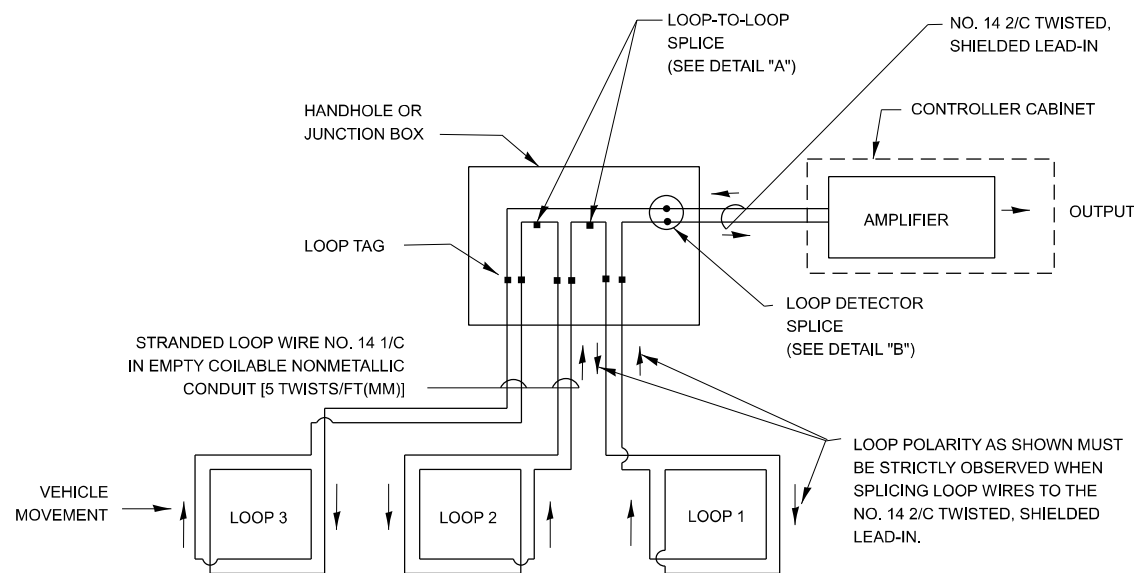 LOOP-TO-LOOP
SPLICE
(SEE DETAIL "A")
NO. 14 2/C TWISTED,
SHIELDED LEAD-IN
HANDHOLE OR
JUNCTION BOX
CONTROLLER CABINET
AMPLIFIER
OUTPUT
LOOP TAG
LOOP DETECTOR
SPLICE
(SEE DETAIL "B")
STRANDED LOOP WIRE NO. 14 1/C
IN EMPTY COILABLE NONMETALLIC
CONDUIT [5 TWISTS/FT(MM)]
LOOP POLARITY AS SHOWN MUST
BE STRICTLY OBSERVED WHEN
SPLICING LOOP WIRES TO THE
NO. 14 2/C TWISTED, SHIELDED
LEAD-IN.
VEHICLE
MOVEMENT
LOOP 3
LOOP 2
LOOP 1